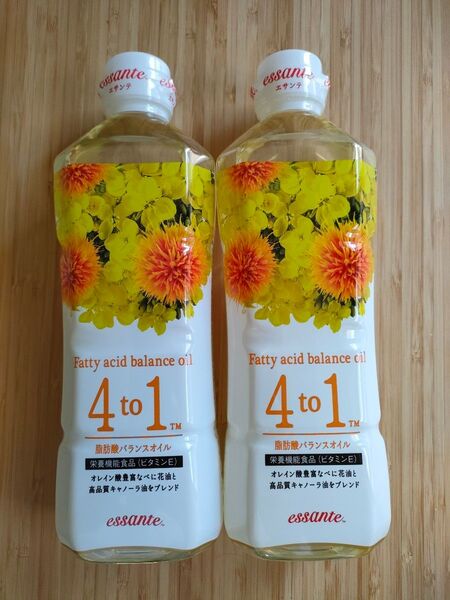 essante
エサンテ
Fatty acid balance oil
4 to 1™
脂肪酸バランスオイル
栄養機能食品(ビタミンE)
オレイン酸豊富なべに花油と
高品質キャノーラ油をブレンド
essante™
essante
エサンテ
Fatty acid balance oil
4 to 1™
脂肪酸バランスオイル
栄養機能食品(ビタミンE)
オレイン酸豊富なべに花油と
高品質キャノーラ油をブレンド
essante™